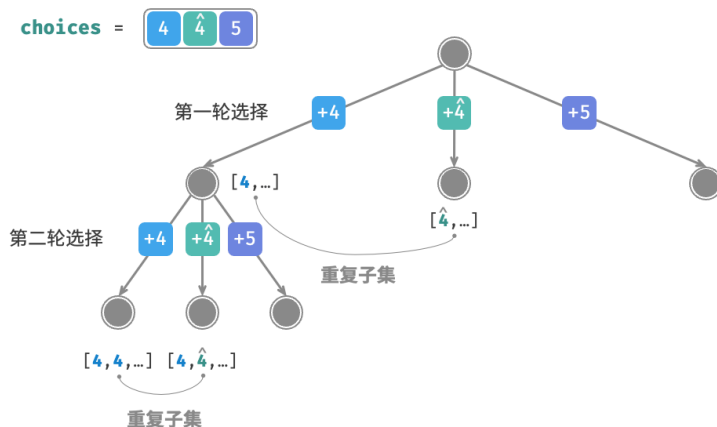 choices = 4 4̂ 5
第一轮选择 +4 +4̂ +5
[4,…]
[4̂,…]
第二轮选择 +4 +4̂ +5
重复子集
[4,4,…] [4,4̂,…]
重复子集